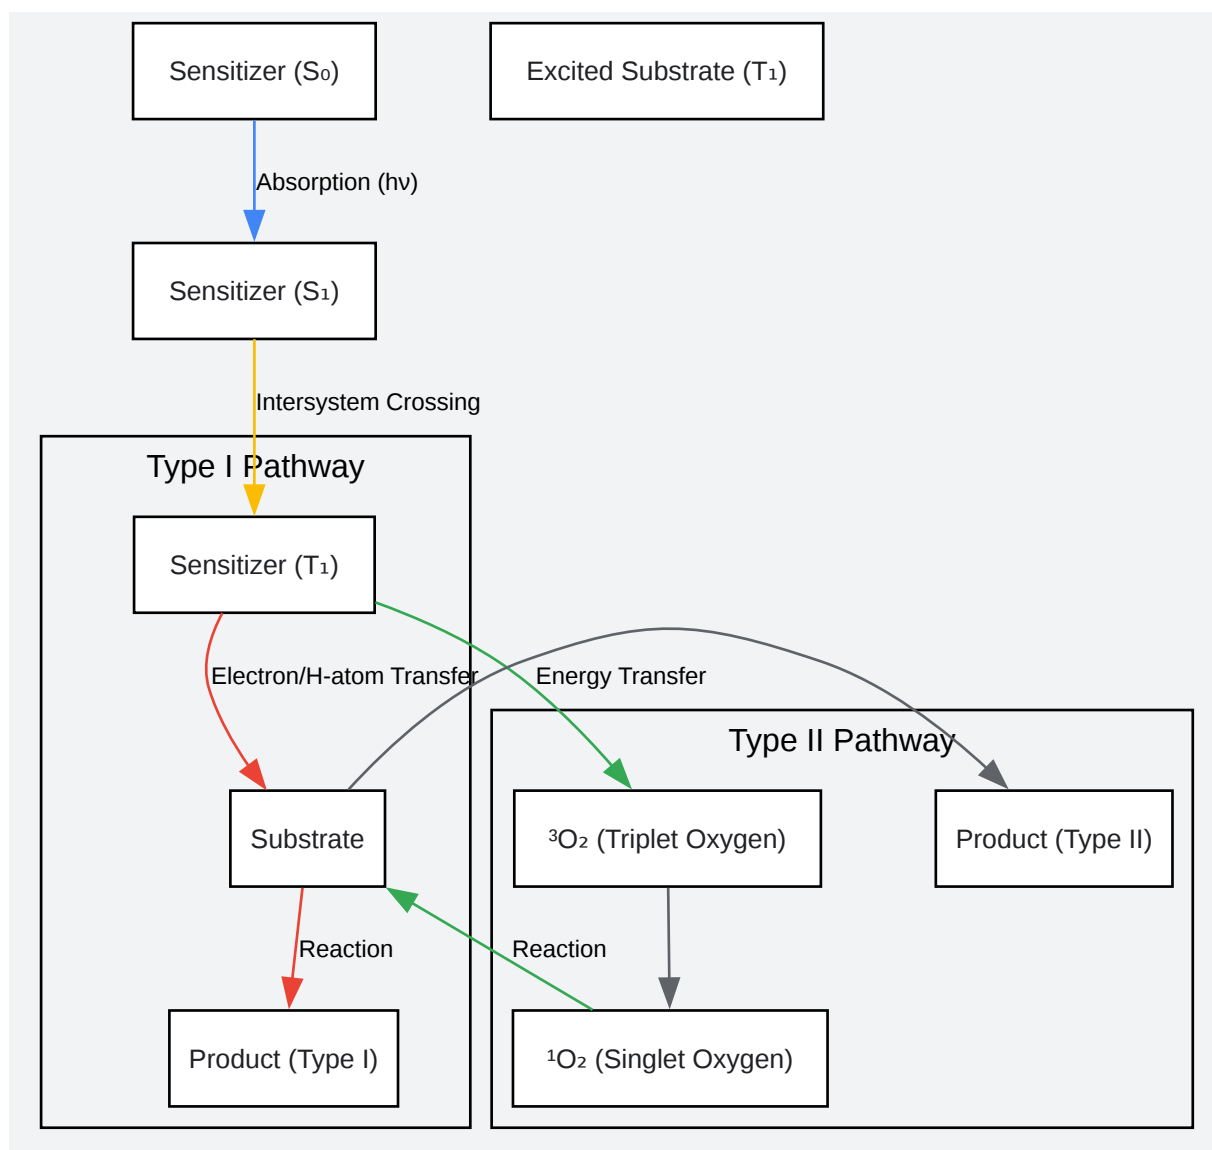 Sensitizer (S₀)
Excited Substrate (T₁)
Absorption (hν)
Sensitizer (S₁)
Intersystem Crossing
Type I Pathway
Sensitizer (T₁)
Electron/H-atom Transfer
Energy Transfer
Type II Pathway
Substrate
³O₂ (Triplet Oxygen)
Product (Type II)
Reaction
Reaction
Product (Type I)
¹O₂ (Singlet Oxygen)